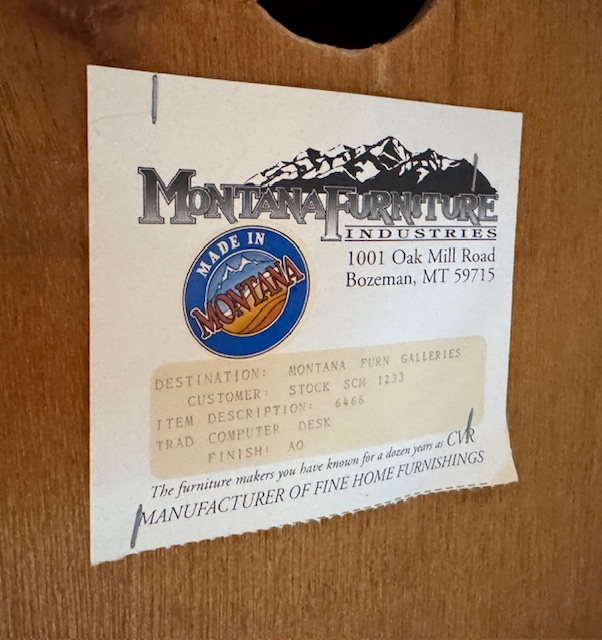 MONTANA FURNITURE
INDUSTRIES
1001 Oak Mill Road
Bozeman, MT 59715
MADE IN
MONTANA
DESTINATION: MONTANA FURN GALLERIES
CUSTOMER: STOCK SCH 1233
ITEM DESCRIPTION: 6466
TRAD COMPUTER DESK
FINISH: AO
The furniture makers you have known for a dozen years as CVR
MANUFACTURER OF FINE HOME FURNISHINGS